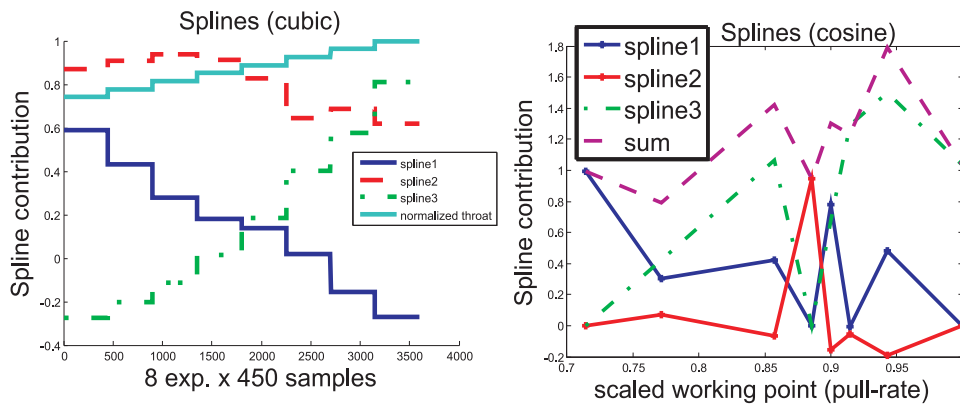 Splines (cubic)
Spline contribution
1
0.8
0.6
0.4
0.2
0
-0.2
-0.4
0
500
1000
1500
2000
2500
3000
3500
4000
8 exp. x 450 samples
spline1
spline2
spline3
normalized throat
Splines (cosine)
Spline contribution
1.8
1.6
1.4
1.2
1
0.8
0.6
0.4
0.2
0
-0.2
0.7
0.75
0.8
0.85
0.9
0.95
scaled working point (pull-rate)
spline1
spline2
spline3
sum